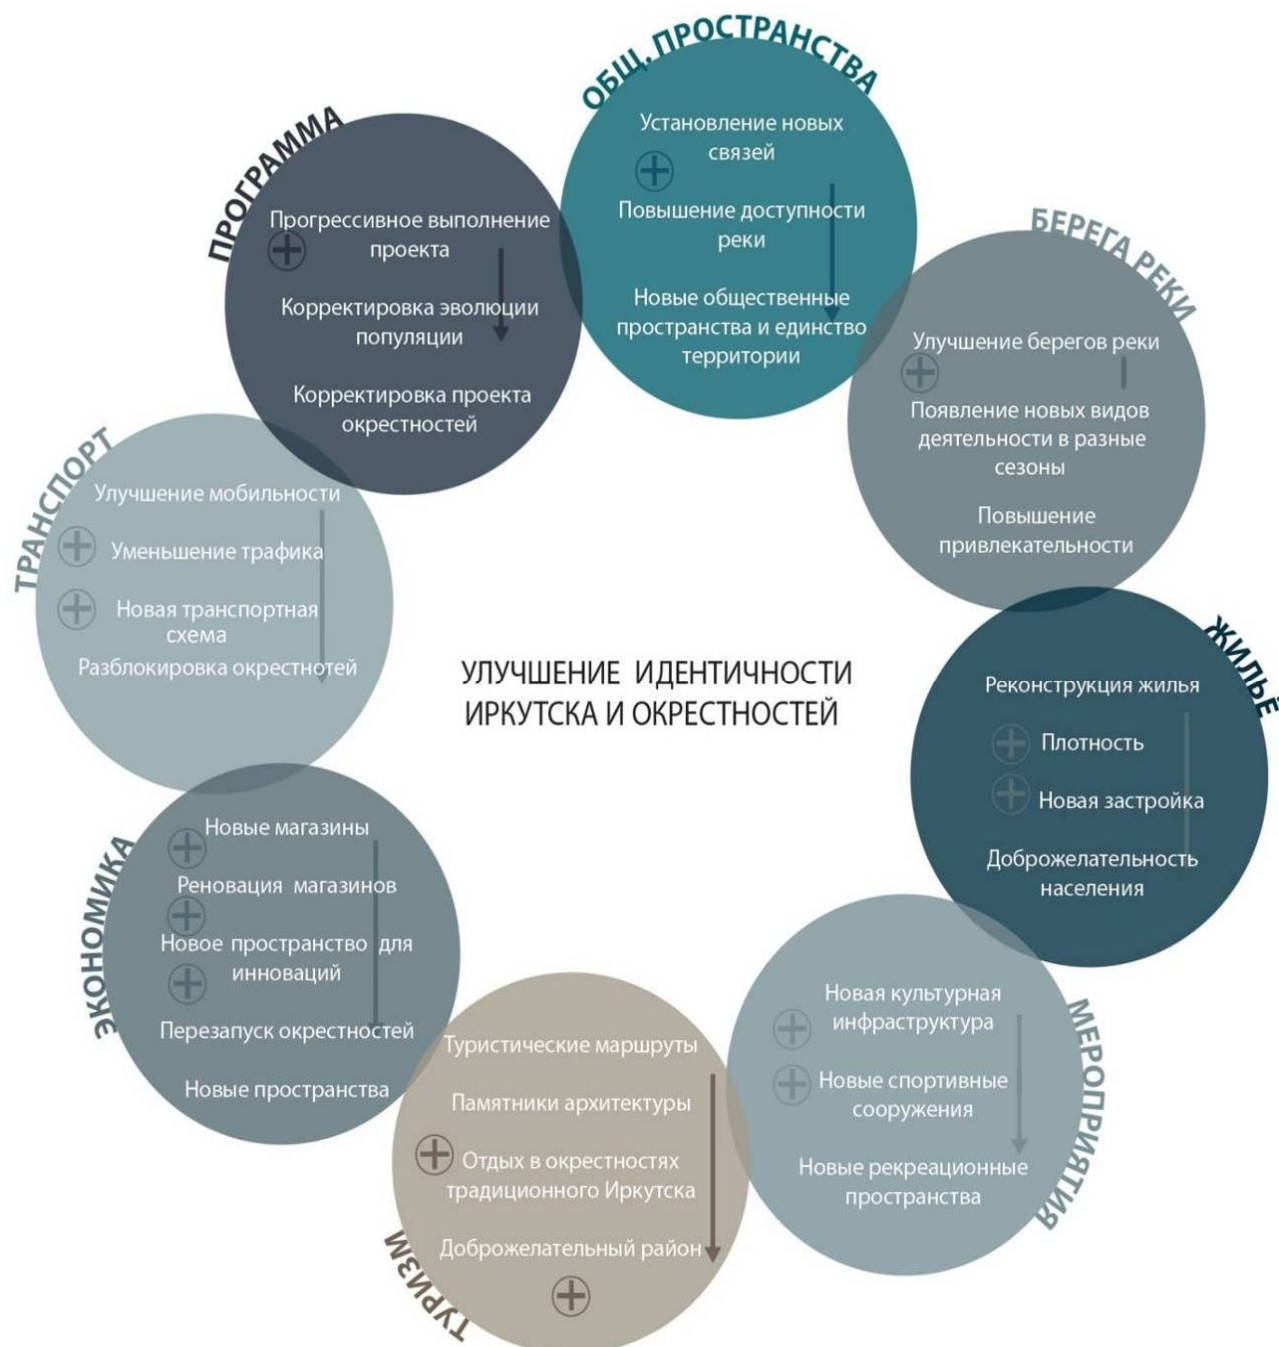 ОБЩ. ПРОСТРАНСТВА
Установление новых
связей
Повышение доступности
реки
Новые общественные
пространства и единство
территории
БЕРЕГА РЕКИ
Улучшение берегов реки
Появление новых видов
деятельности в разные
сезоны
Повышение
привлекательности
ЖИЛЬЁ
Реконструкция жилья
Плотность
Новая застройка
Доброжелательность
населения
МЕРОПРИЯТИЯ
Новая культурная
инфраструктура
Новые спортивные
сооружения
Новые рекреационные
пространства
ТУРИЗМ
Туристические маршруты
Памятники архитектуры
Отдых в окрестностях
традиционного Иркутска
Доброжелательный район
ЭКОНОМИКА
Новые магазины
Реновация магазинов
Новое пространство для
инноваций
Перезапуск окрестностей
Новые пространства
ТРАНСПОРТ
Улучшение мобильности
Уменьшение трафика
Новая транспортная
схема
Разблокировка окрестнотей
ПРОГРАММА
Прогрессивное выполнение
проекта
Корректировка эволюции
популяции
Корректировка проекта
окрестностей
УЛУЧШЕНИЕ ИДЕНТИЧНОСТИ
ИРКУТСКА И ОКРЕСТНОСТЕЙ